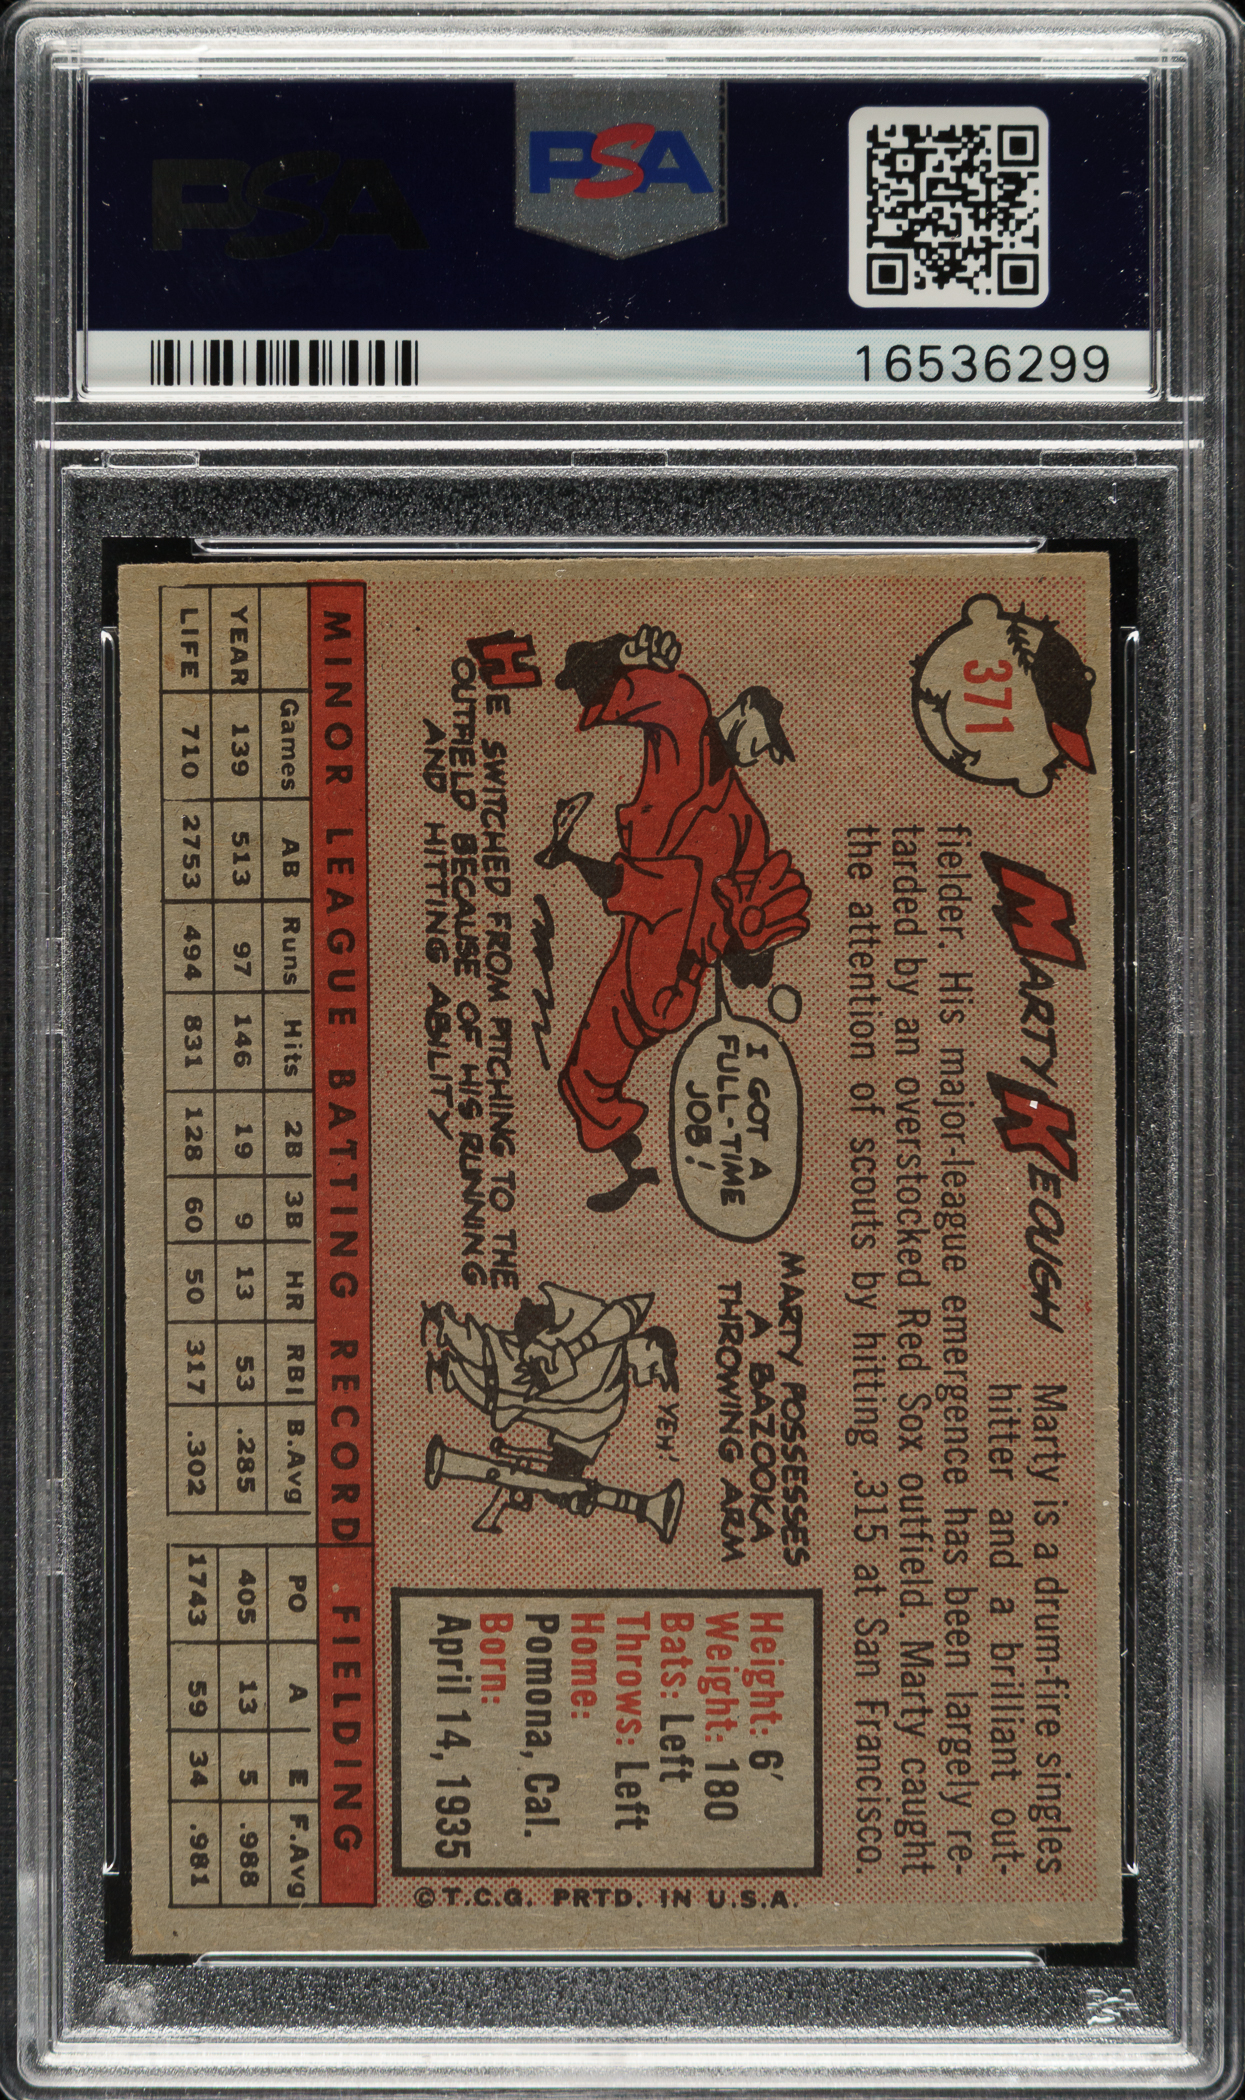 PSA
PSA
16536299
371
MARTY KEOUGH
Marty is a drum-fire singles
hitter and a brilliant out-
fielder. His major-league emergence has been largely re-
tarded by an overstocked Red Sox outfield. Marty caught
the attention of scouts by hitting .315 at San Francisco.
I GOT A
FULL-TIME
JOB!
HE SWITCHED FROM PITCHING TO THE
OUTFIELD BECAUSE OF HIS RUNNING
AND HITTING ABILITY
MARTY POSSESSES
A BAZOOKA
THROWING ARM
YEH!
Height: 6'
Weight: 180
Bats: Left
Throws: Left
Home:
Pomona, Cal.
Born:
April 14, 1935
©T.C.G. PRTD. IN U.S.A.
MINOR LEAGUE BATTING RECORD FIELDING
Games AB Runs Hits 2B 3B HR RBI B.Avg PO A E F.Avg
YEAR 139 513 97 146 19 9 13 53 .285 405 13 5 .988
LIFE 710 2753 494 831 128 60 50 317 .302 1743 59 34 .981